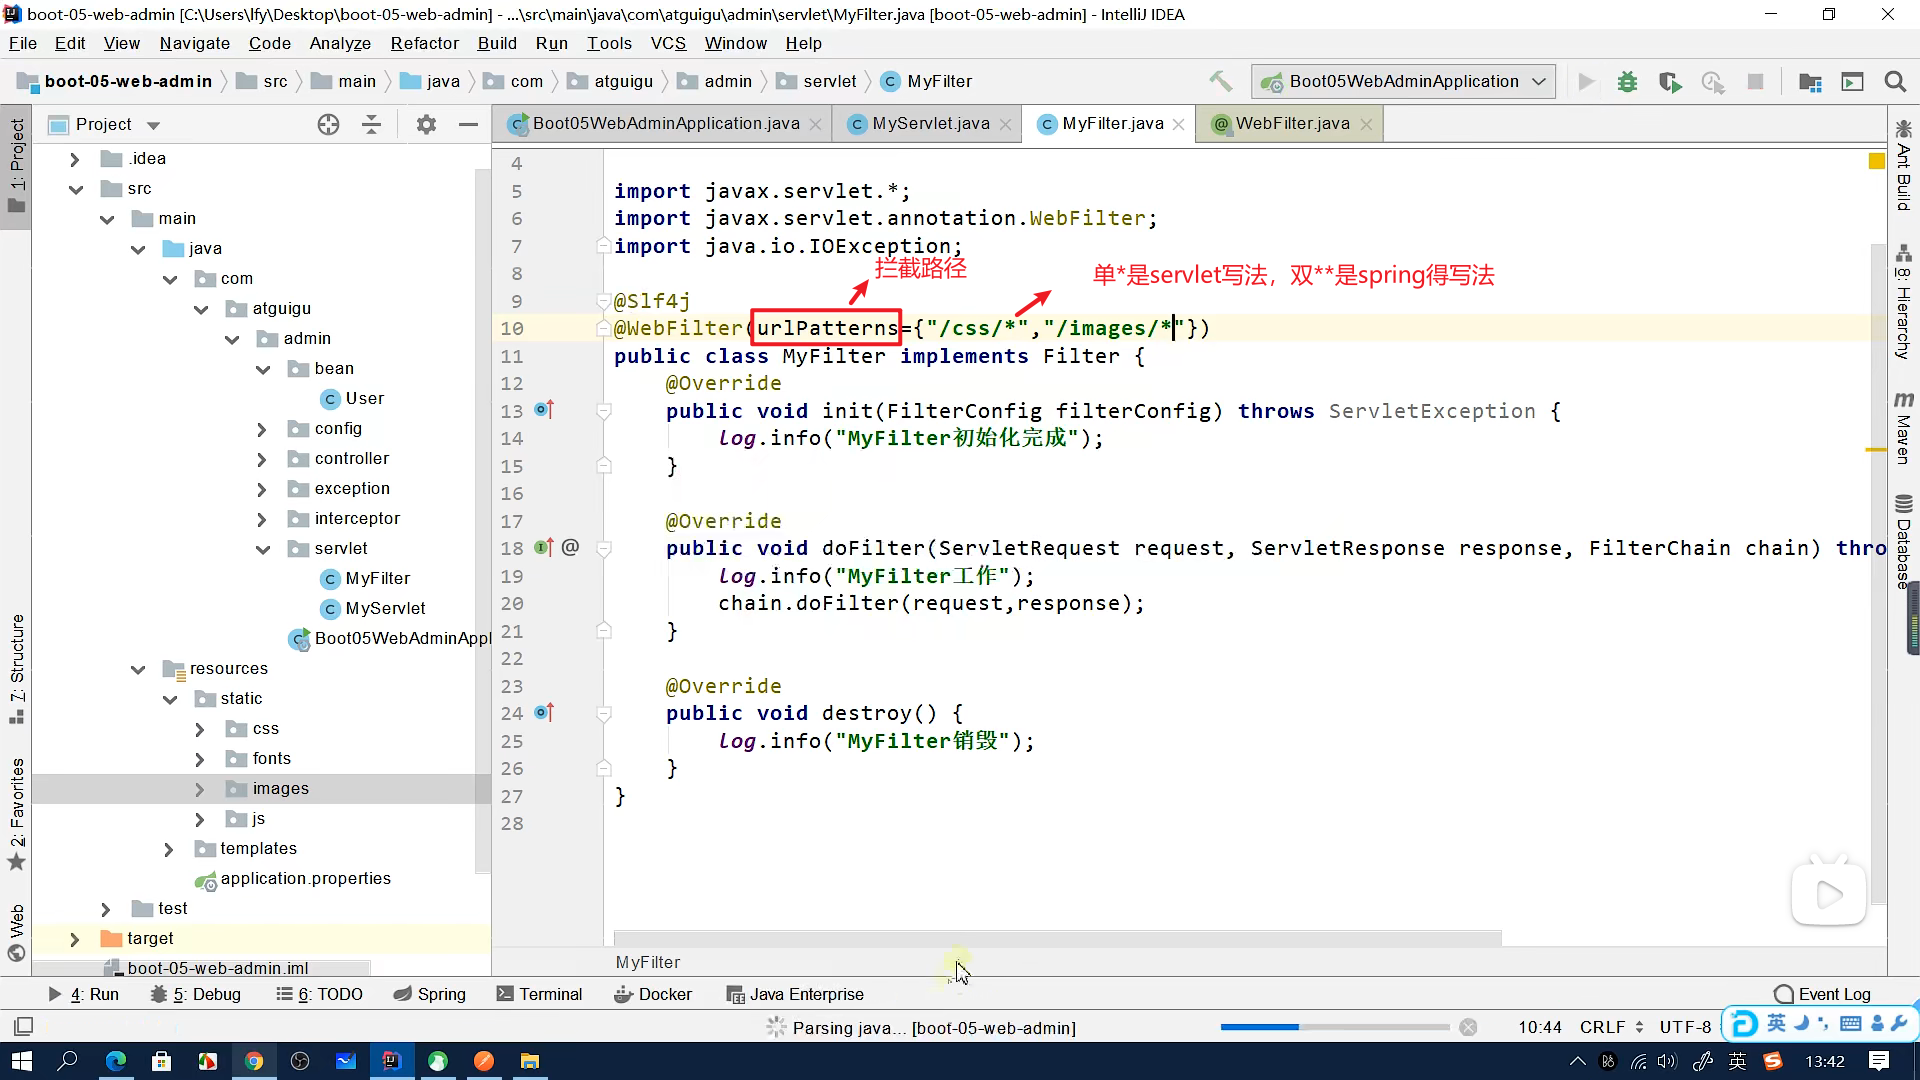 boot-05-web-admin [C:\Users\lfy\Desktop\boot-05-web-admin] - ...\src\main\java\com\atguigu\admin\servlet\MyFilter.java [boot-05-web-admin] - IntelliJ IDEA
File Edit View Navigate Code Analyze Refactor Build Run Tools VCS Window Help
boot-05-web-admin src main java com atguigu admin servlet MyFilter
Boot05WebAdminApplication
Project
Boot05WebAdminApplication.java MyServlet.java MyFilter.java WebFilter.java
1: Project
7: Structure
2: Favorites
Web
.idea
src
main
java
com
atguigu
admin
bean
User
config
controller
exception
interceptor
servlet
MyFilter
MyServlet
Boot05WebAdminAppl
resources
static
css
fonts
images
js
templates
application.properties
test
target
boot-05-web-admin.iml
4
5 import javax.servlet.*;
6 import javax.servlet.annotation.WebFilter;
7 import java.io.IOException;
拦截路径
单*是servlet写法，双**是spring得写法
8
9 @Slf4j
10 @WebFilter(urlPatterns={"/css/*","/images/*"})
11 public class MyFilter implements Filter {
12 @Override
13 public void init(FilterConfig filterConfig) throws ServletException {
14 log.info("MyFilter初始化完成");
15 }
16
17 @Override
18 @ public void doFilter(ServletRequest request, ServletResponse response, FilterChain chain) thro
19 log.info("MyFilter工作");
20 chain.doFilter(request,response);
21 }
22
23 @Override
24 public void destroy() {
25 log.info("MyFilter销毁");
26 }
27 }
28
MyFilter
Ant Build
8: Hierarchy
Maven
Database
4: Run 5: Debug 6: TODO Spring Terminal Docker Java Enterprise Event Log
Parsing java... [boot-05-web-admin] 10:44 CRLF UTF-8 英
英 13:42